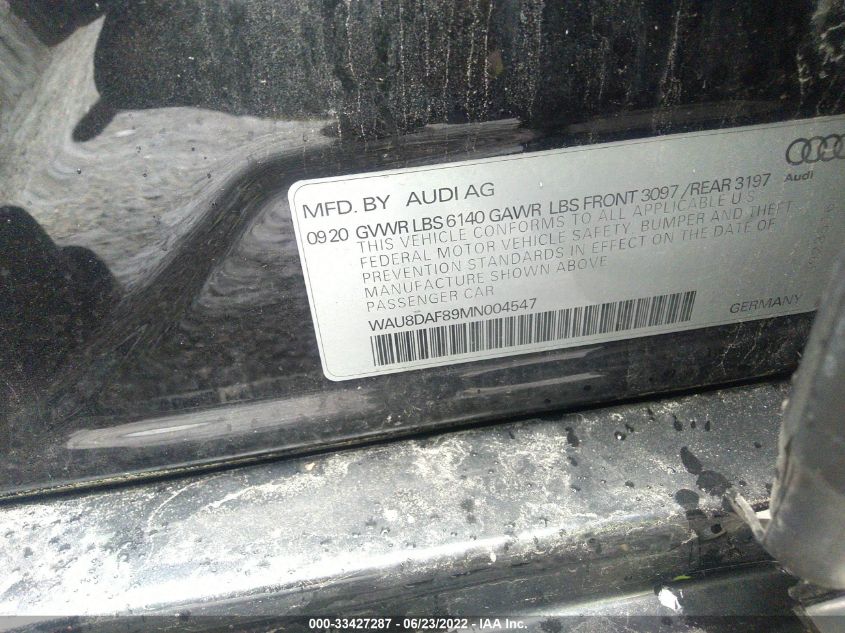 MFD. BY AUDI AG
0920 GVWR LBS 6140 GAWR LBS FRONT 3097 / REAR 3197
THIS VEHICLE CONFORMS TO ALL APPLICABLE U.S.
FEDERAL MOTOR VEHICLE SAFETY, BUMPER AND THEFT
PREVENTION STANDARDS IN EFFECT ON THE DATE OF
MANUFACTURE SHOWN ABOVE
PASSENGER CAR
WAU8DAF89MN004547
GERMANY
Audi
000-33427287 - 06/23/2022 - IAA Inc.